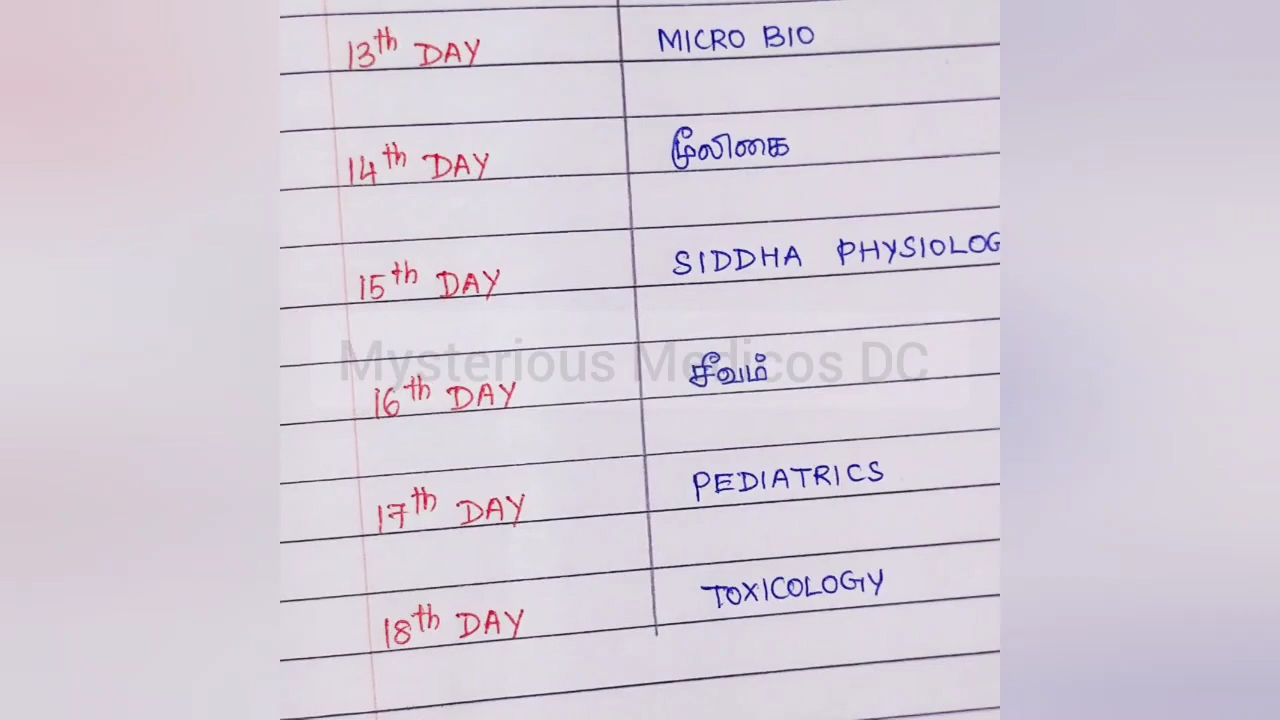 13th DAY MICRO BIO
14th DAY மூலிகை
15th DAY SIDDHA PHYSIOLOG
16th DAY சீவம்
Mysterious Medicos DC
17th DAY PEDIATRICS
18th DAY TOXICOLOGY